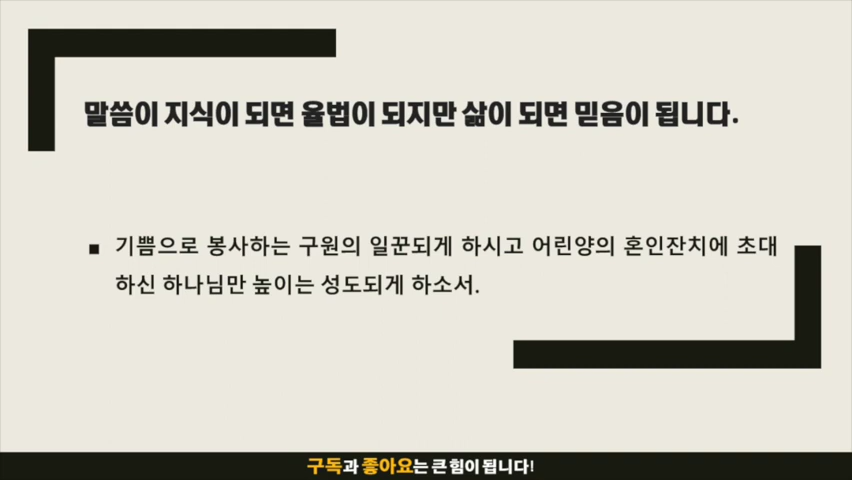 말씀이 지식이 되면 율법이 되지만 삶이 되면 믿음이 됩니다.
■ 기쁨으로 봉사하는 구원의 일꾼되게 하시고 어린양의 혼인잔치에 초대
하신 하나님만 높이는 성도되게 하소서.
구독과 좋아요는 큰 힘이 됩니다!